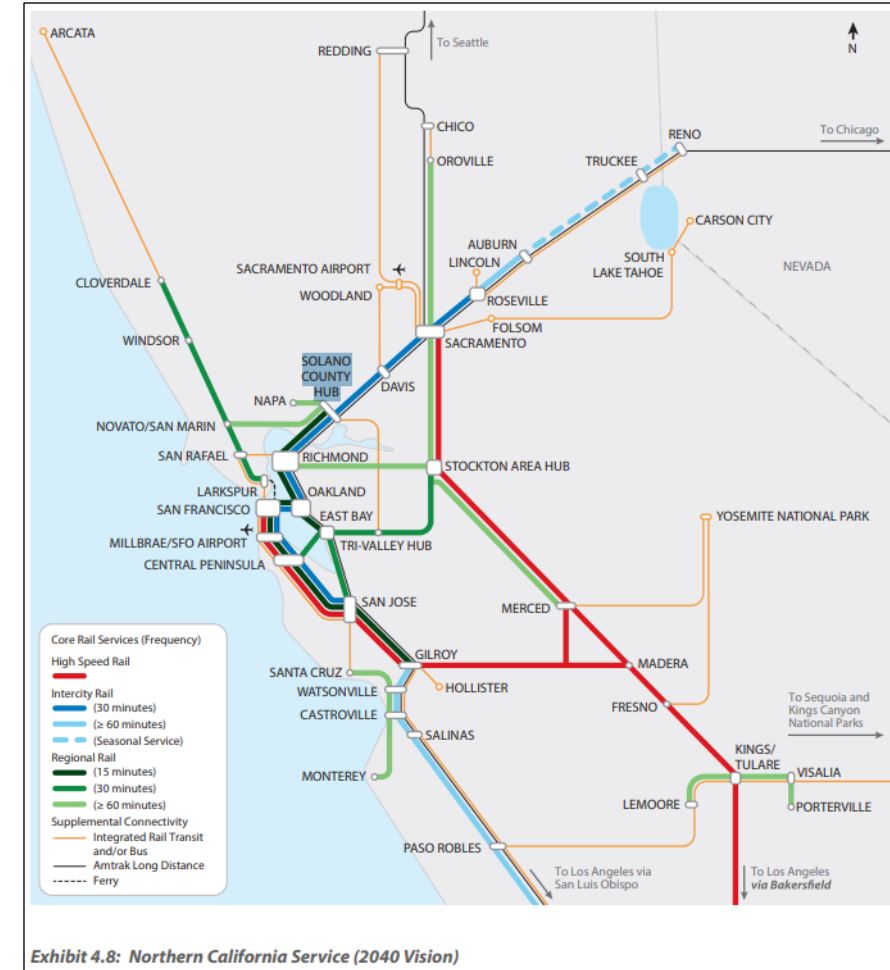 ARCATA
REDDING
To Seattle
N
CHICO
OROVILLE
RENO
To Chicago
TRUCKEE
CARSON CITY
AUBURN
LINCOLN
SOUTH
LAKE TAHOE
NEVADA
SACRAMENTO AIRPORT
CLOVERDALE
WOODLAND
ROSEVILLE
FOLSOM
SACRAMENTO
WINDSOR
SOLANO
COUNTY
HUB
DAVIS
NAPA
NOVATO/SAN MARIN
SAN RAFAEL
RICHMOND
STOCKTON AREA HUB
LARKSPUR
OAKLAND
SAN FRANCISCO
EAST BAY
YOSEMITE NATIONAL PARK
MILLBRAE/SFO AIRPORT
TRI-VALLEY HUB
CENTRAL PENINSULA
SAN JOSE
MERCED
GILROY
MADERA
SANTA CRUZ
HOLLISTER
WATSONVILLE
FRESNO
CASTROVILLE
To Sequoia and
Kings Canyon
National Parks
SALINAS
KINGS/
TULARE
VISALIA
MONTEREY
LEMOORE
PORTERVILLE
PASO ROBLES
To Los Angeles via
San Luis Obispo
To Los Angeles
via Bakersfield
Core Rail Services (Frequency)
High Speed Rail
Intercity Rail
(30 minutes)
(≥ 60 minutes)
(Seasonal Service)
Regional Rail
(15 minutes)
(30 minutes)
(≥ 60 minutes)
Supplemental Connectivity
Integrated Rail Transit
and/or Bus
Amtrak Long Distance
Ferry
Exhibit 4.8: Northern California Service (2040 Vision)